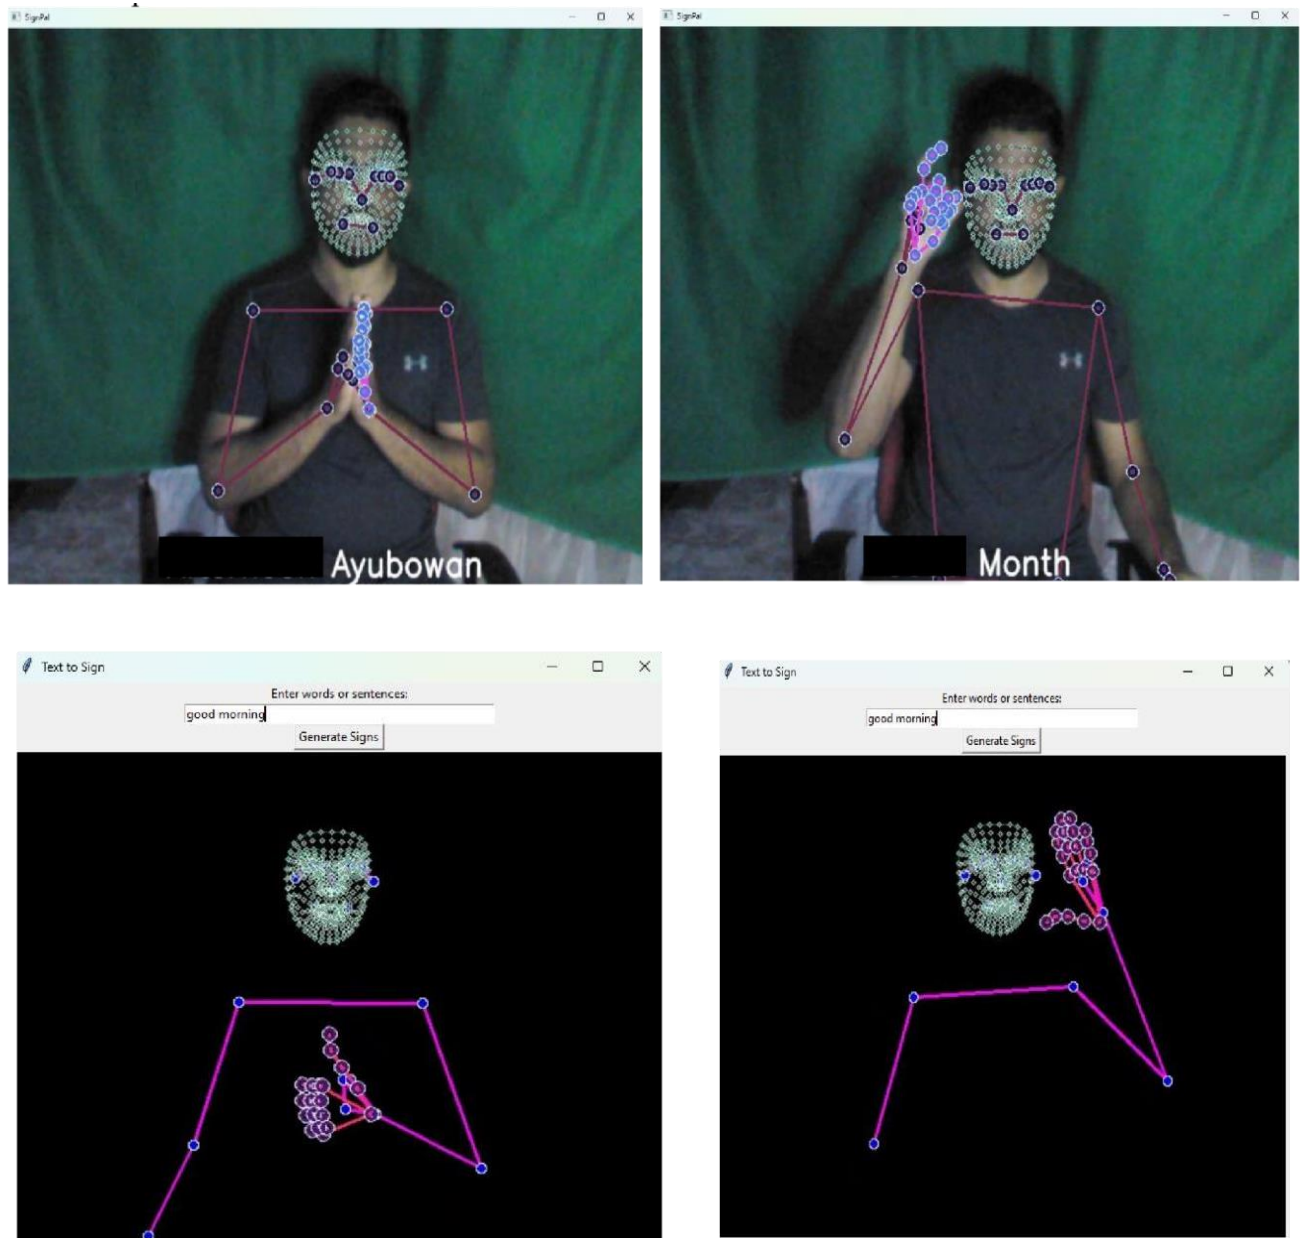 SignPal
SignPal
Ayubowan
Month
Text to Sign
Enter words or sentences:
good morning
Generate Signs
Text to Sign
Enter words or sentences:
good morning
Generate Signs